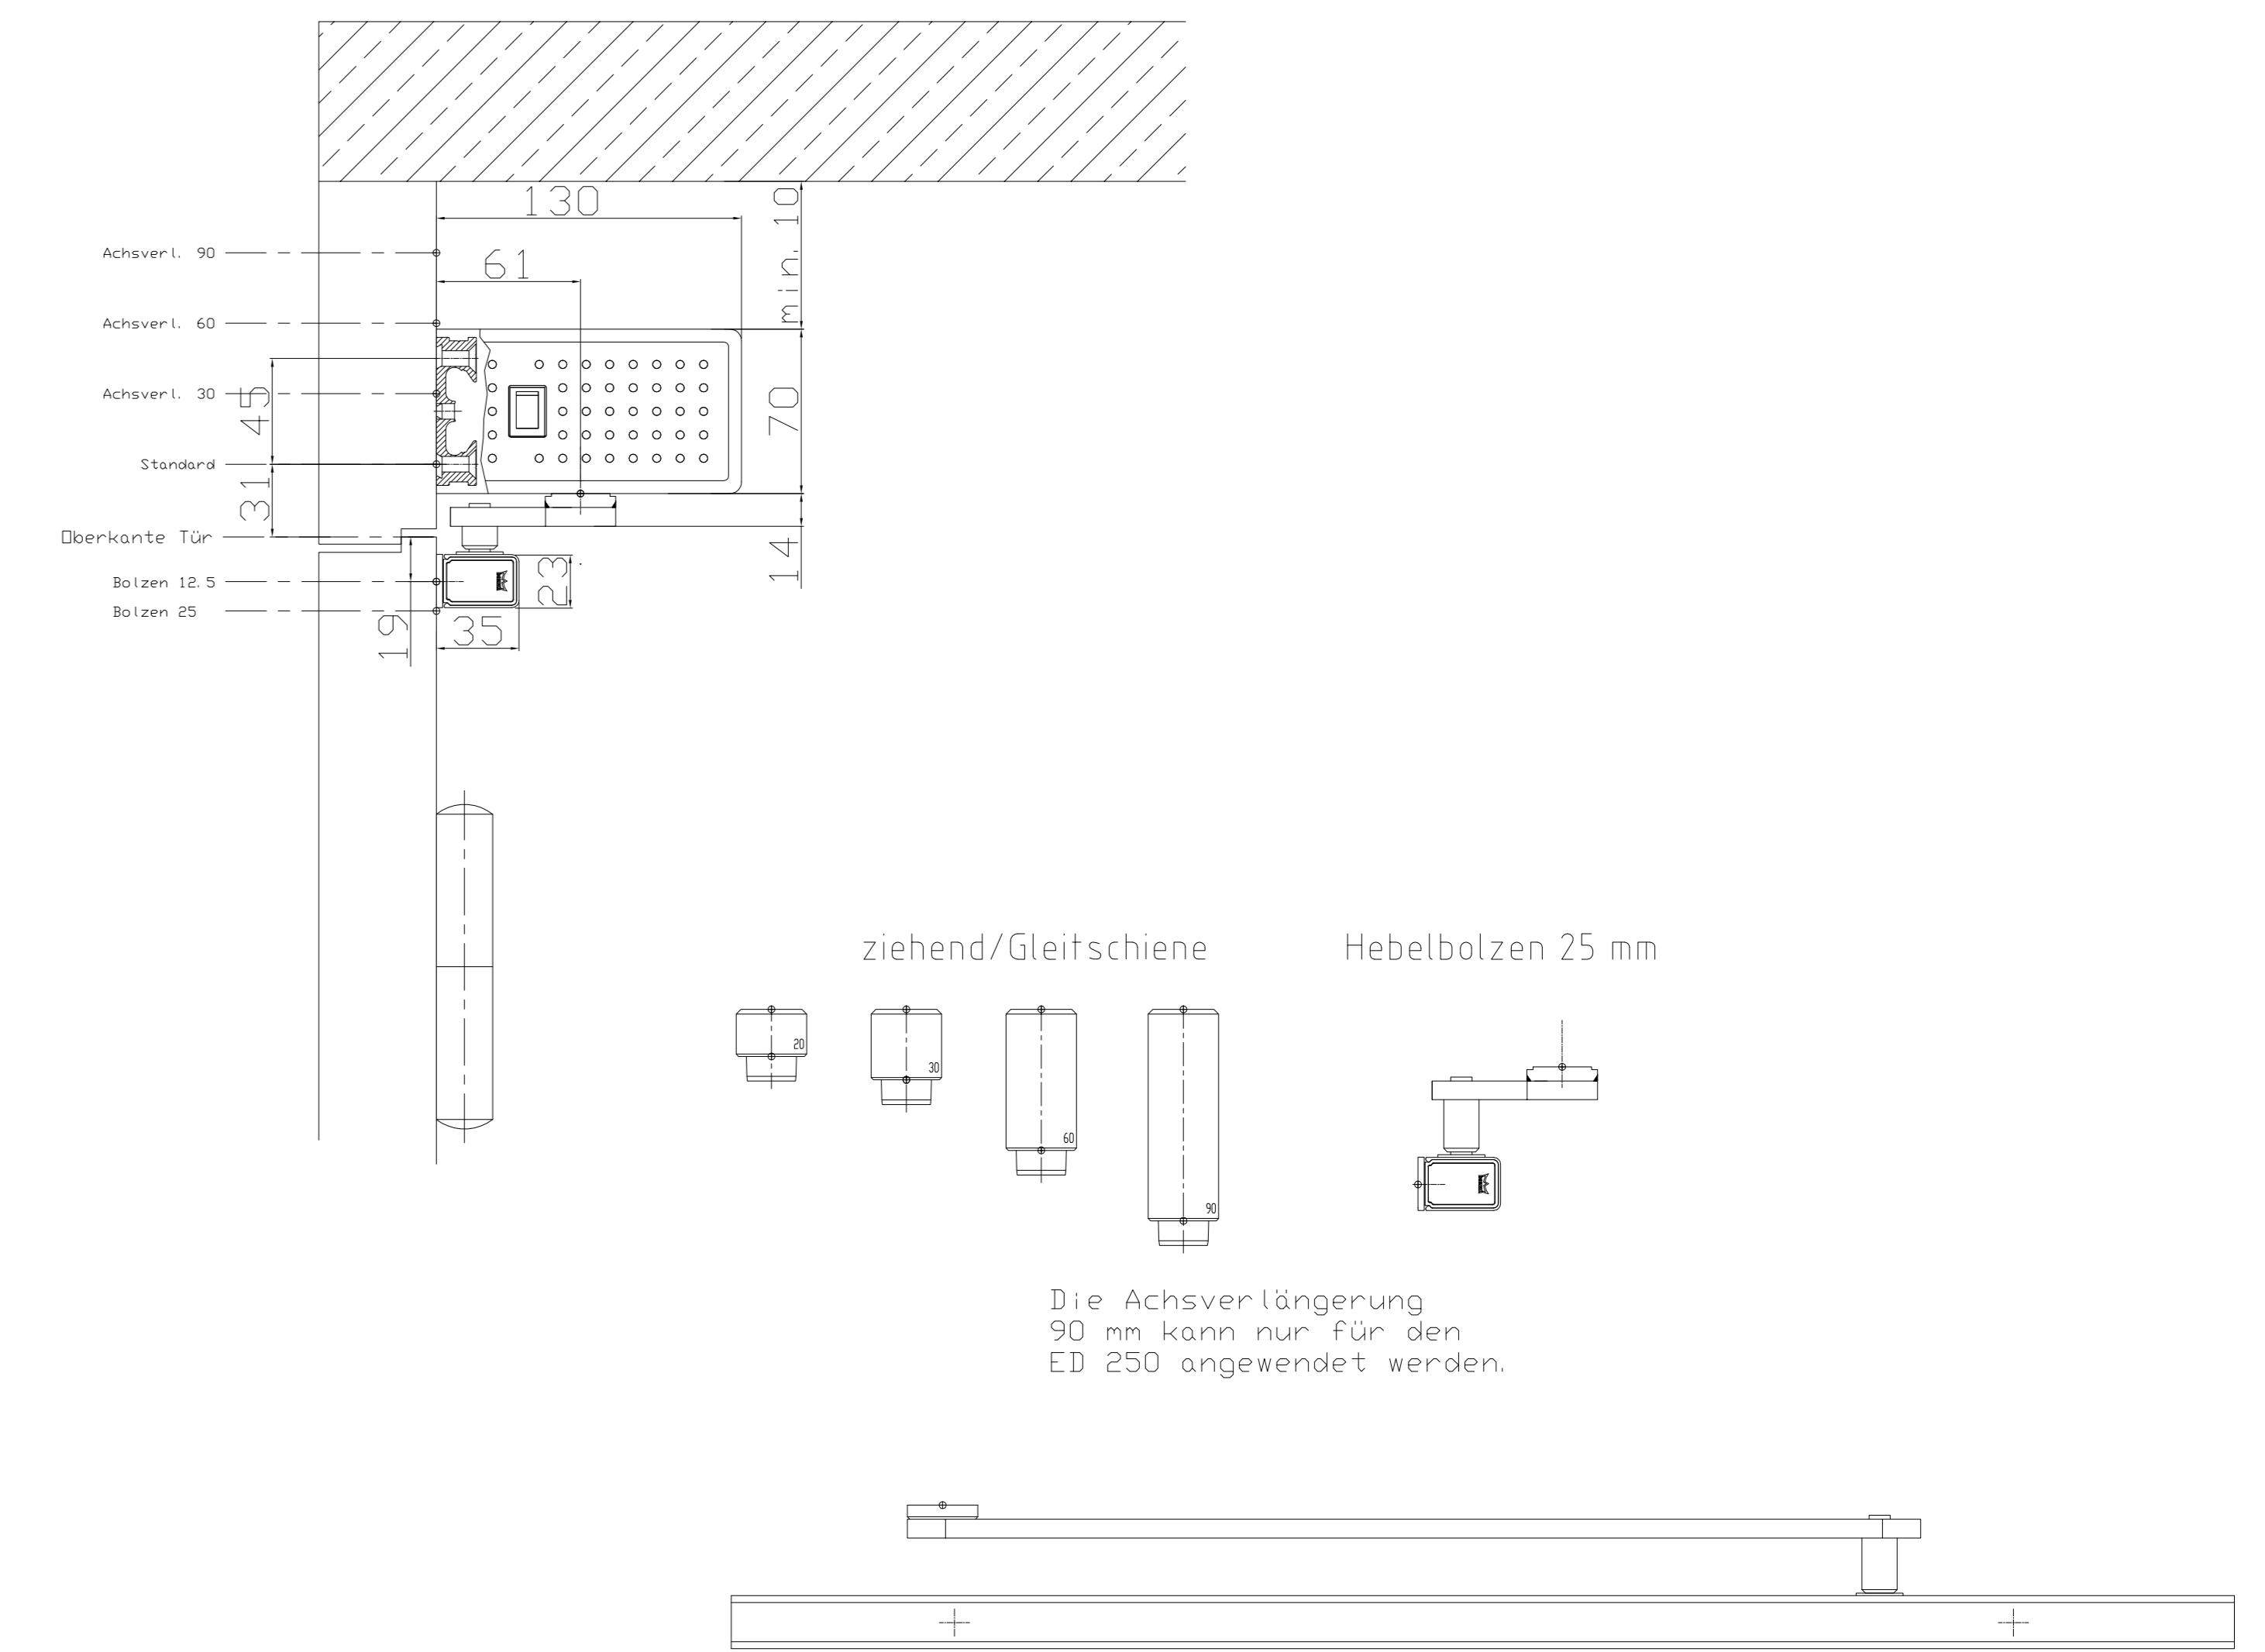 130
min. 10
Achsverl. 90
61
Achsverl. 60
Achsverl. 30
45
70
Standard
31
Oberkante Tür
14
Bolzen 12.5
23
Bolzen 25
19
35
ziehend/Gleitschiene
Hebelbolzen 25 mm
20
30
60
90
Die Achsverlängerung
90 mm kann nur für den
ED 250 angewendet werden.